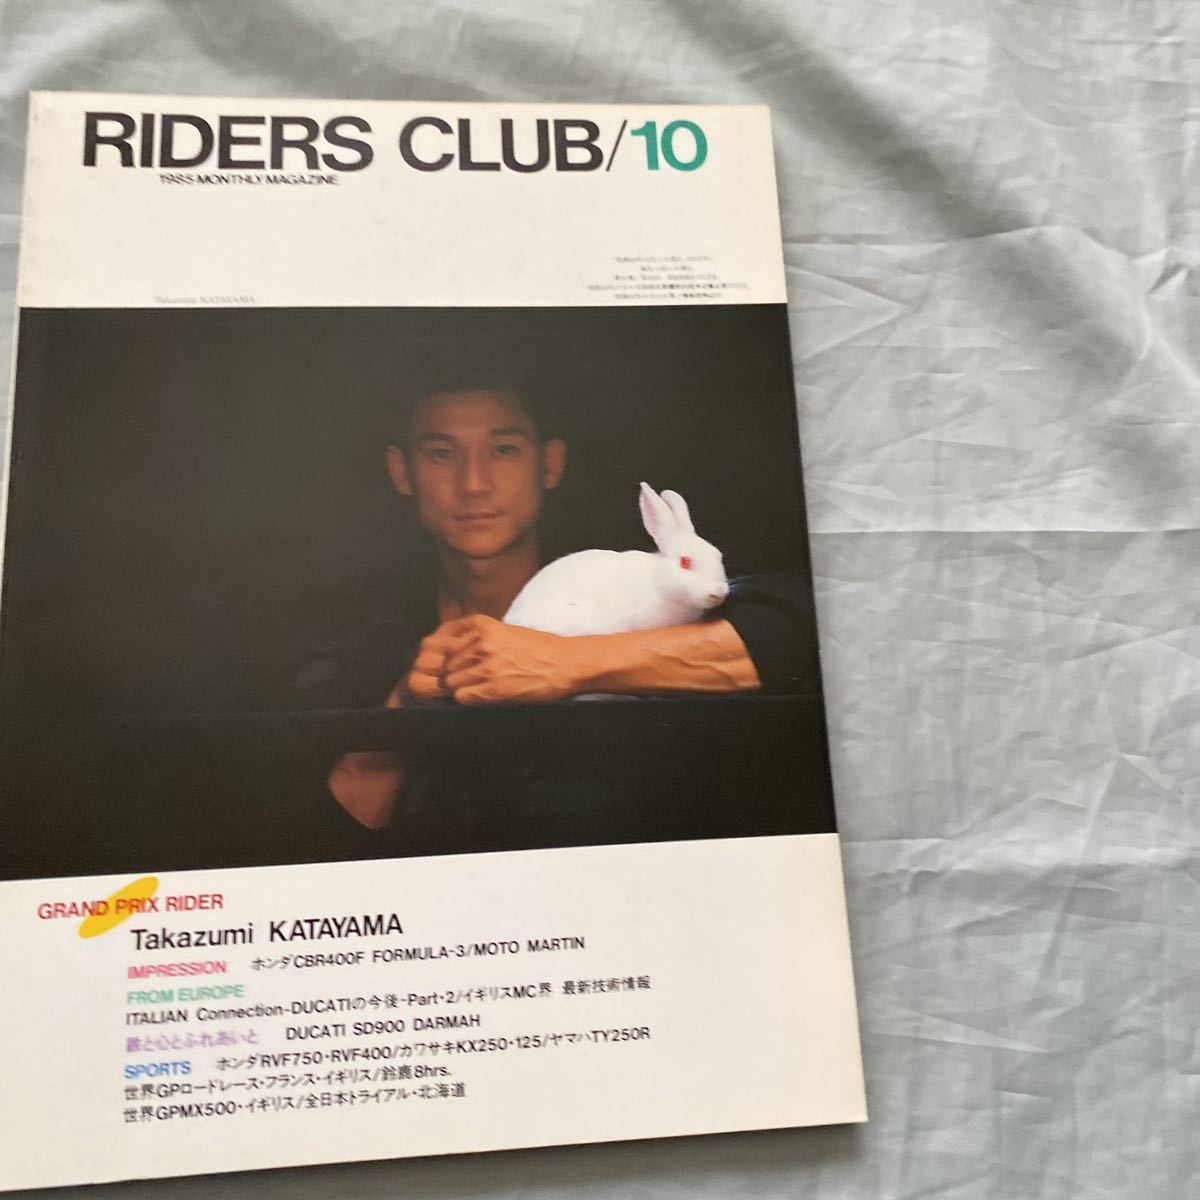 RIDERS CLUB/10
1985 MONTHLY MAGAZINE
Takazumi KATAYAMA
GRAND PRIX RIDER
Takazumi KATAYAMA
IMPRESSION ホンダCBR400F FORMULA-3/MOTO MARTIN
FROM EUROPE
ITALIAN Connection-DUCATIの今後-Part・2/イギリスMC界 最新技術情報
鉄と心とふれあいと DUCATI SD900 DARMAH
SPORTS ホンダRVF750・RVF400/カワサキKX250・125/ヤマハTY250R
世界GPロードレース・フランス・イギリス/鈴鹿8hrs.
世界GPMX500・イギリス/全日本トライアル・北海道